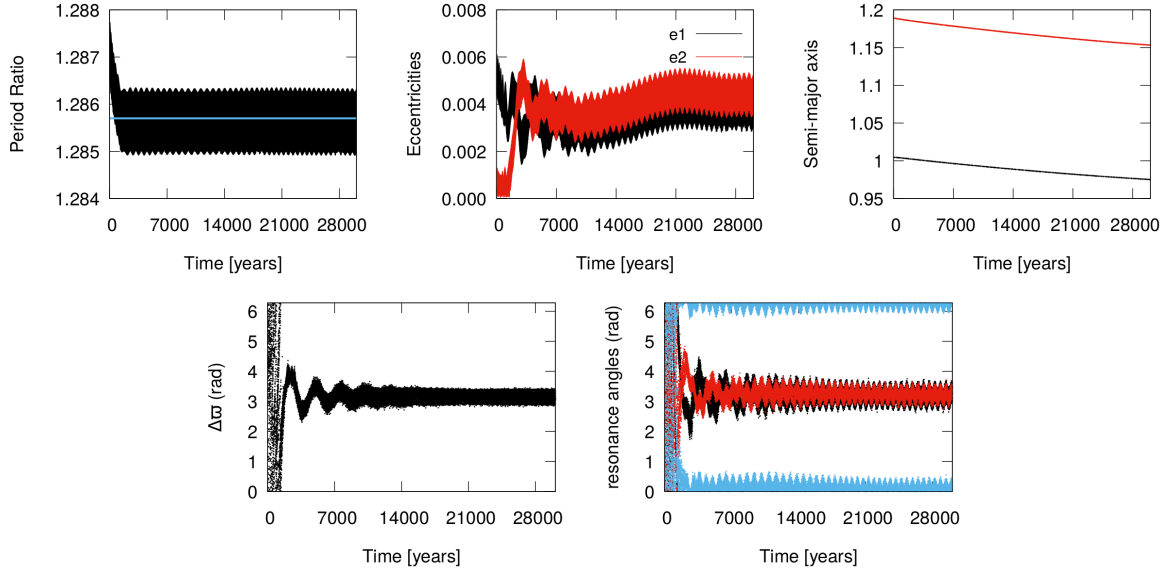 1.288
1.287
1.286
1.285
1.284
Period Ratio
0 7000 14000 21000 28000
Time [years]
0.008
0.006
0.004
0.002
0.000
Eccentricities
e1
e2
0 7000 14000 21000 28000
Time [years]
1.2
1.15
1.1
1.05
1
0.95
Semi-major axis
0 7000 14000 21000 28000
Time [years]
6
5
4
3
2
1
0
Δϖ (rad)
0 7000 14000 21000 28000
Time [years]
6
5
4
3
2
1
0
resonance angles (rad)
0 7000 14000 21000 28000
Time [years]